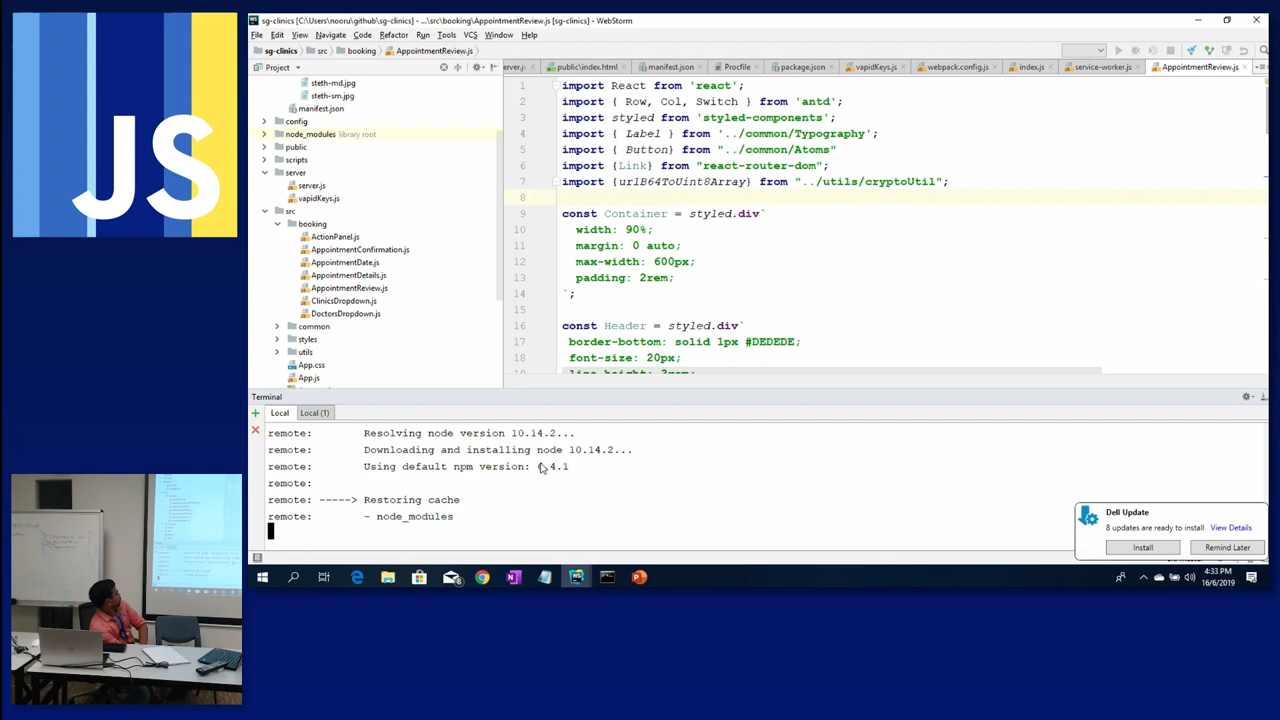 JS
WS
sg-clinics [C:\Users\nooru\github\sg-clinics] - ...\src\booking\AppointmentReview.js [sg-clinics] - WebStorm
File Edit View Navigate Code Refactor Run Tools VCS Window Help
sg-clinics src booking AppointmentReview.js
Project
server.js public\index.html manifest.json Procfile package.json vapidKeys.js webpack.config.js index.js service-worker.js AppointmentReview.js
steth-md.jpg
steth-sm.jpg
manifest.json
config
node_modules library root
public
scripts
server
server.js
vapidKeys.js
src
booking
ActionPanel.js
AppointmentConfirmation.js
AppointmentDate.js
AppointmentDetails.js
AppointmentReview.js
ClinicsDropdown.js
DoctorsDropdown.js
common
styles
utils
App.css
App.js
1 import React from 'react';
2 import { Row, Col, Switch } from 'antd';
3 import styled from 'styled-components';
4 import { Label } from '../common/Typography';
5 import { Button} from "../common/Atoms"
6 import {Link} from "react-router-dom";
7 import {urlB64ToUint8Array} from "../utils/cryptoUtil";
8
9 const Container = styled.div`
10 width: 90%;
11 margin: 0 auto;
12 max-width: 600px;
13 padding: 2rem;
14 `;
15
16 const Header = styled.div`
17 border-bottom: solid 1px #DEDEDE;
18 font-size: 20px;
19 line-height: 3rem;
Terminal
Local Local (1)
remote: Resolving node version 10.14.2...
remote: Downloading and installing node 10.14.2...
remote: Using default npm version: 6.4.1
remote:
remote: -----> Restoring cache
remote: - node_modules
Dell Update
8 updates are ready to install View Details
Install Remind Later
4:33 PM
16/6/2019